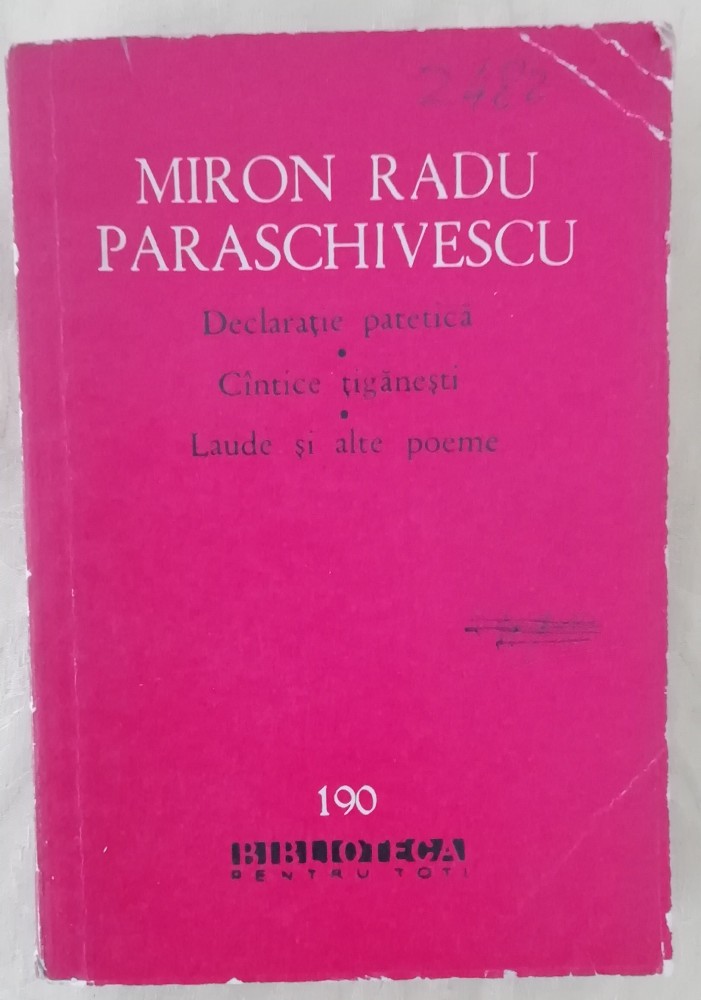 2482
MIRON RADU
PARASCHIVESCU
Declarație patetică
•
Cîntice țigănești
•
Laude și alte poeme
190
BIBLIOTECA
PENTRU TOȚI